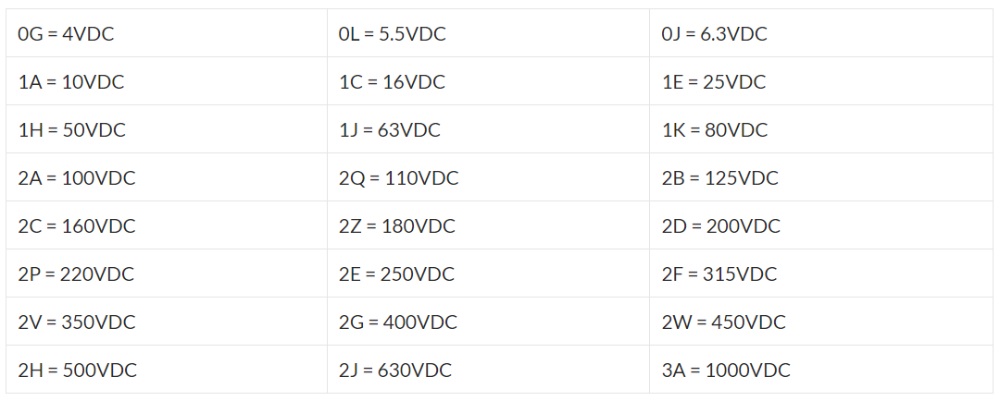 0G = 4VDC 0L = 5.5VDC 0J = 6.3VDC
1A = 10VDC 1C = 16VDC 1E = 25VDC
1H = 50VDC 1J = 63VDC 1K = 80VDC
2A = 100VDC 2Q = 110VDC 2B = 125VDC
2C = 160VDC 2Z = 180VDC 2D = 200VDC
2P = 220VDC 2E = 250VDC 2F = 315VDC
2V = 350VDC 2G = 400VDC 2W = 450VDC
2H = 500VDC 2J = 630VDC 3A = 1000VDC